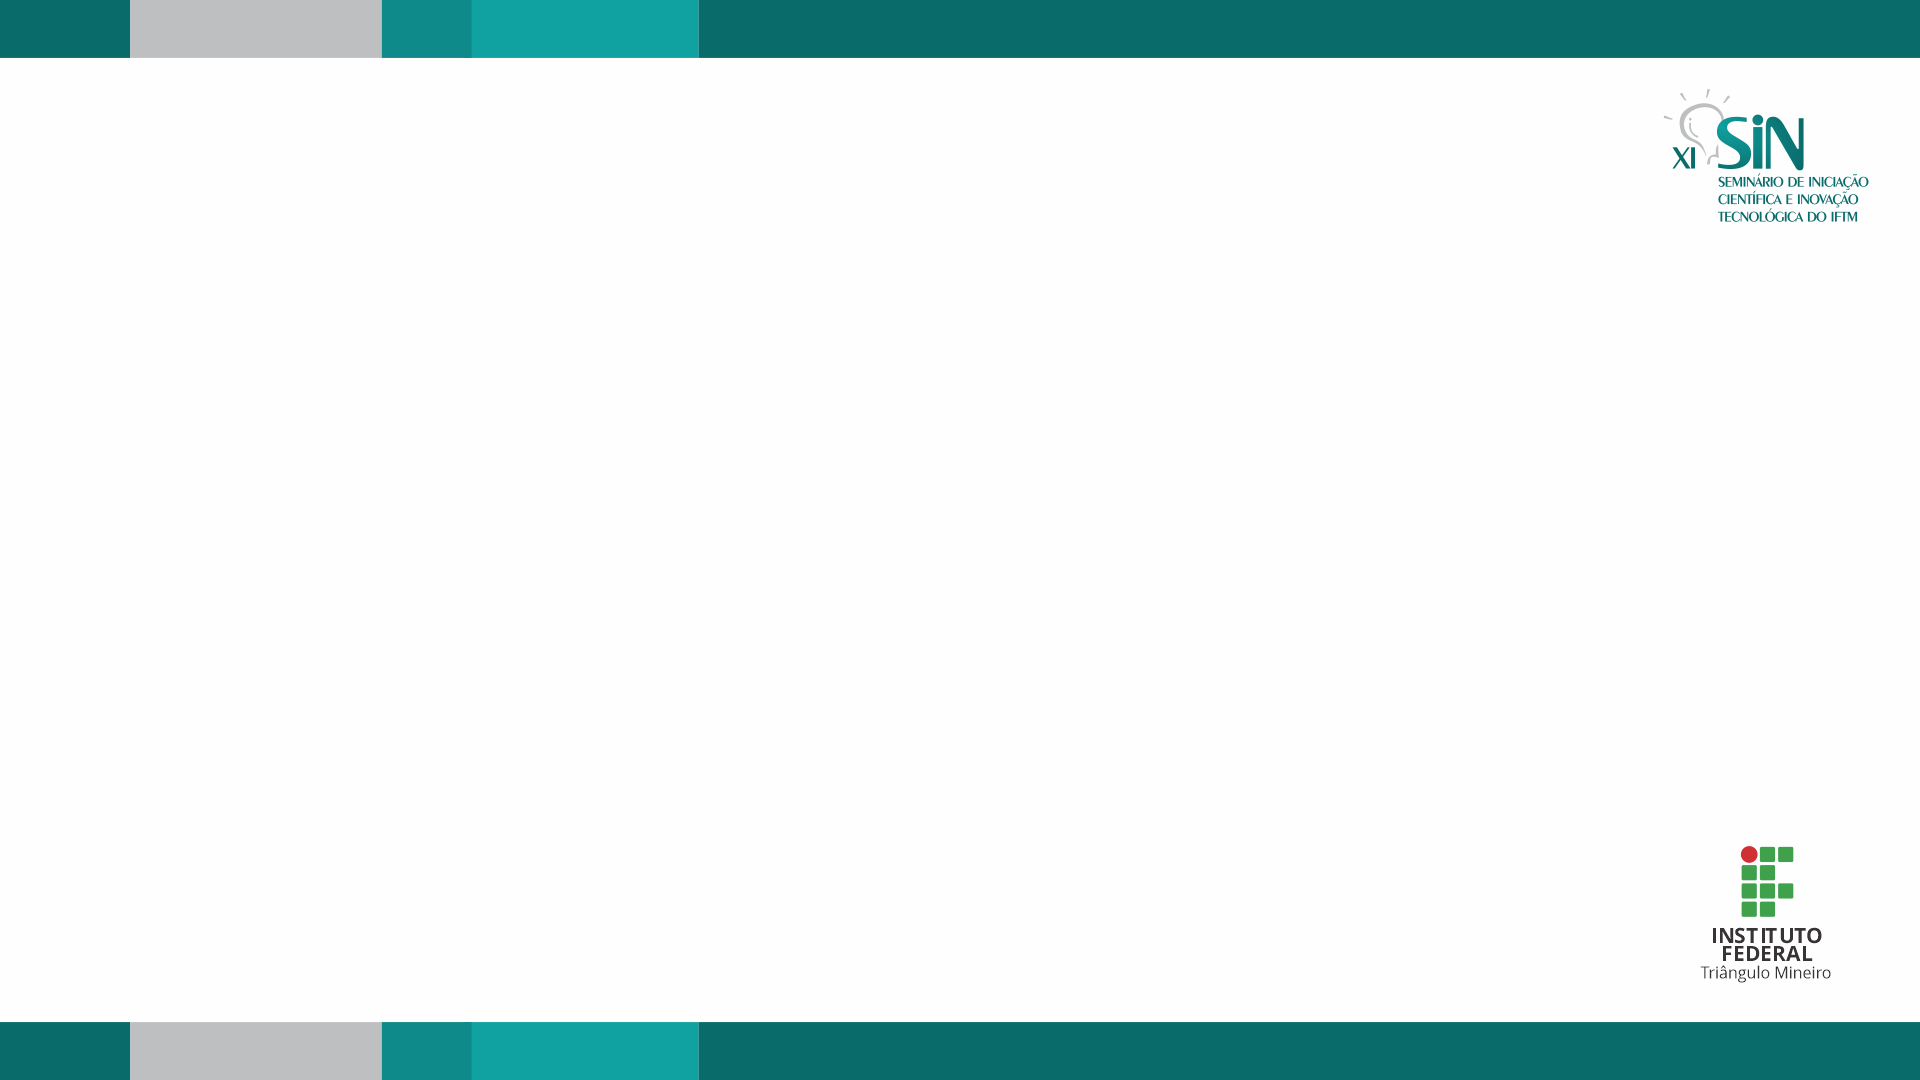 XI SiN
SEMINÁRIO DE INICIAÇÃO
CIENTÍFICA E INOVAÇÃO
TECNOLÓGICA DO IFTM
INSTITUTO
FEDERAL
Triângulo Mineiro